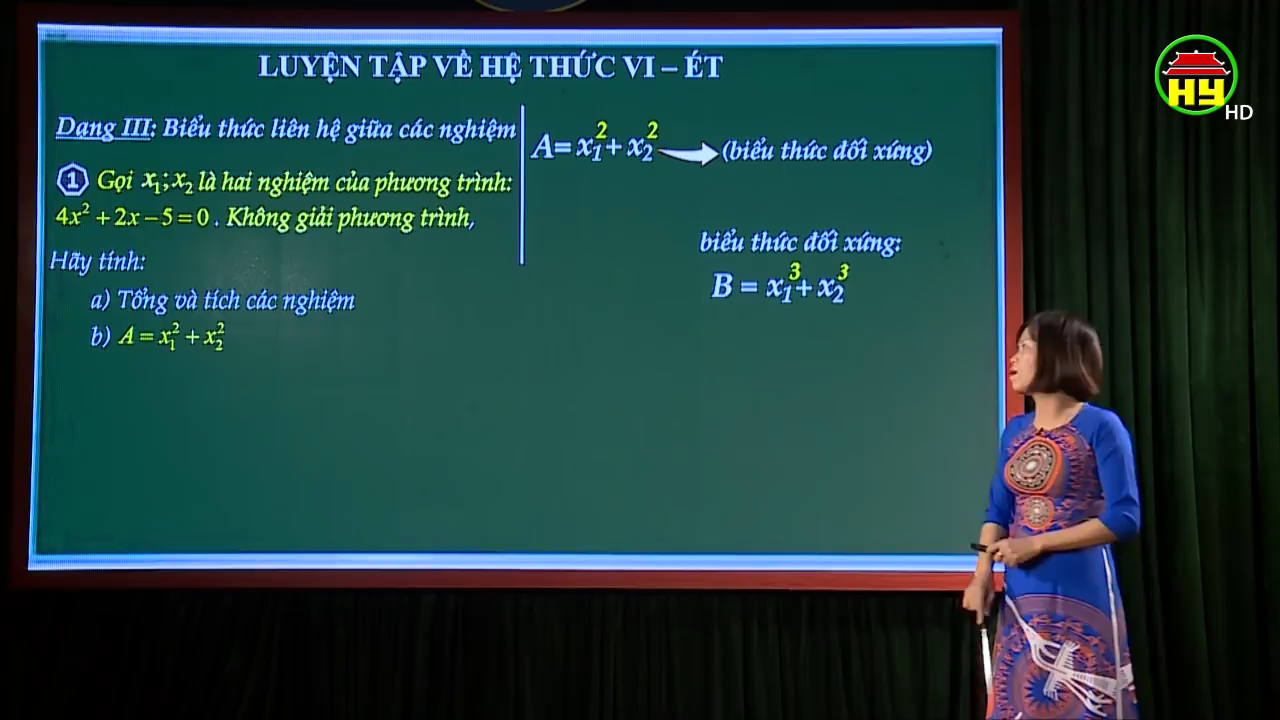 LUYỆN TẬP VỀ HỆ THỨC VI – ÉT
Dạng III: Biểu thức liên hệ giữa các nghiệm
1 Gọi x₁; x₂ là hai nghiệm của phương trình:
4x² + 2x – 5 = 0 . Không giải phương trình,
Hãy tính:
a) Tổng và tích các nghiệm
b) A = x₁² + x₂²
A= x₁² + x₂² (biểu thức đối xứng)
biểu thức đối xứng:
B = x₁³ + x₂³
HY
HD